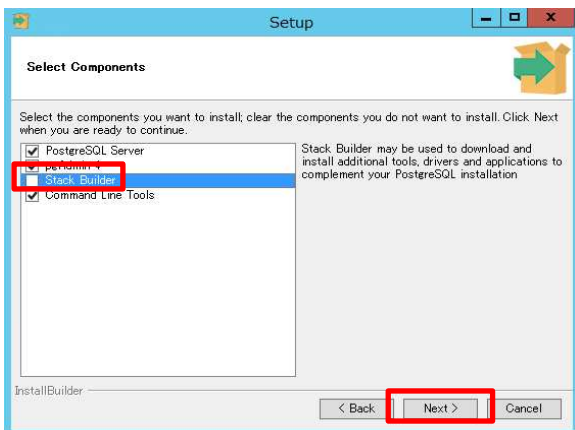 Setup
Select Components
Select the components you want to install; clear the components you do not want to install. Click Next
when you are ready to continue.
PostgreSQL Server
pgAdmin 4
Stack Builder
Command Line Tools
Stack Builder may be used to download and
install additional tools, drivers and applications to
complement your PostgreSQL installation
InstallBuilder
< Back
Next >
Cancel